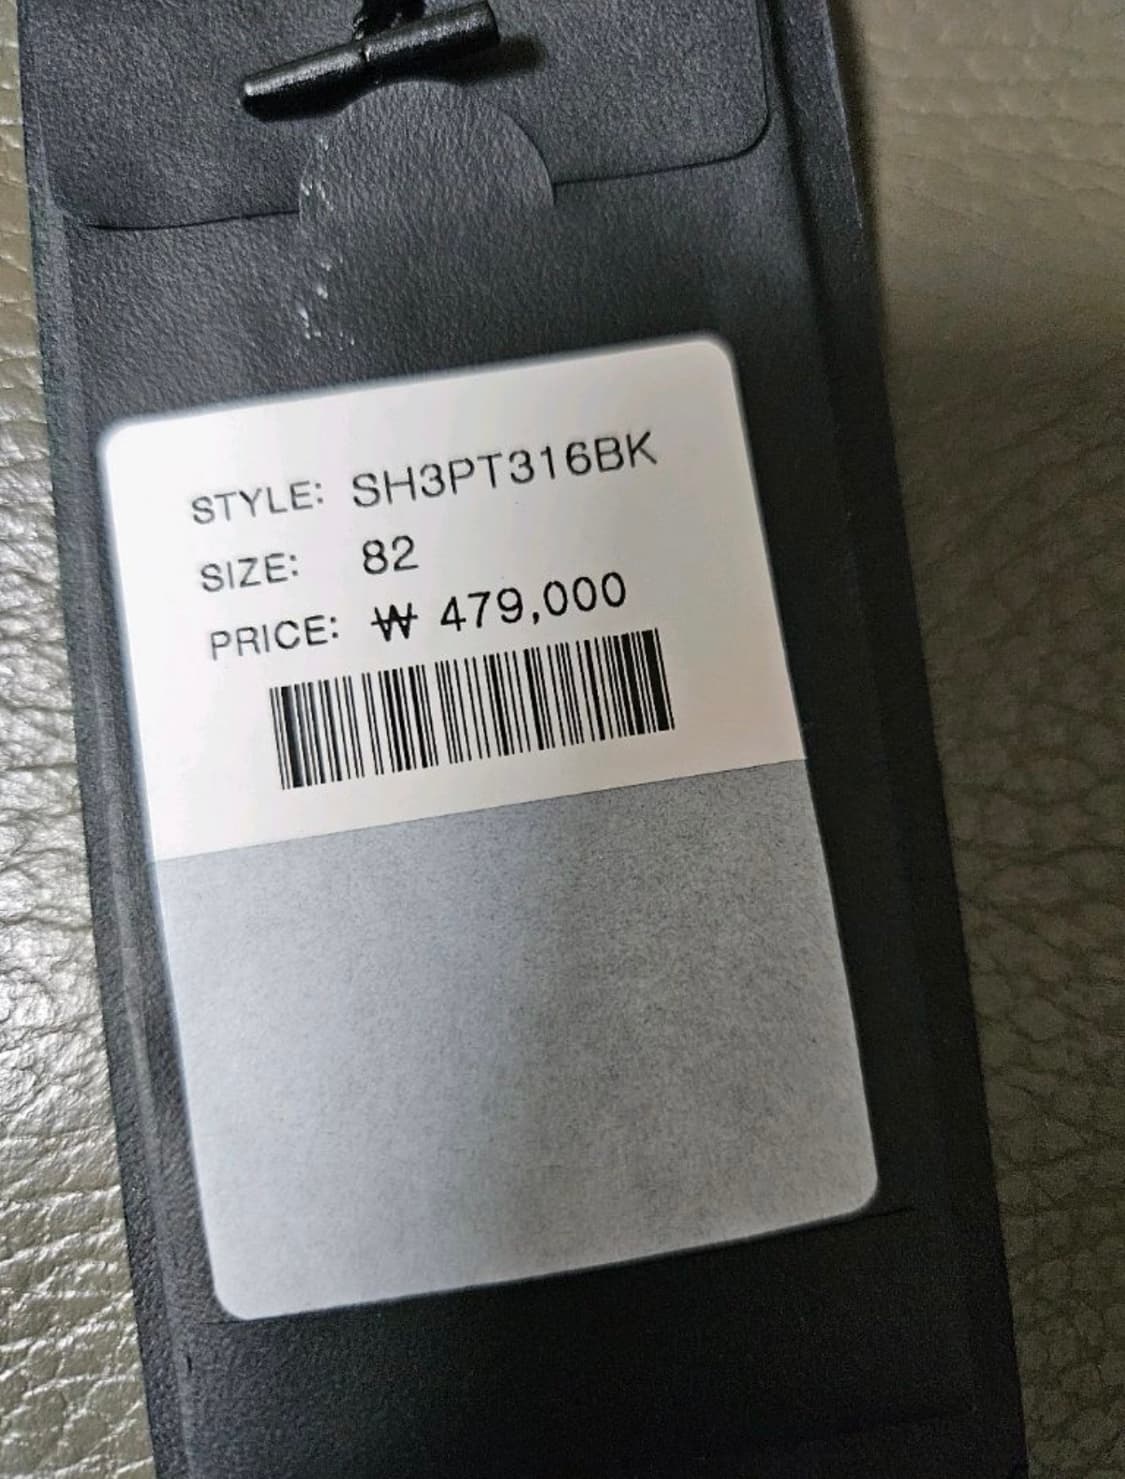 STYLE: SH3PT316BK
SIZE: 82
PRICE: ₩ 479,000